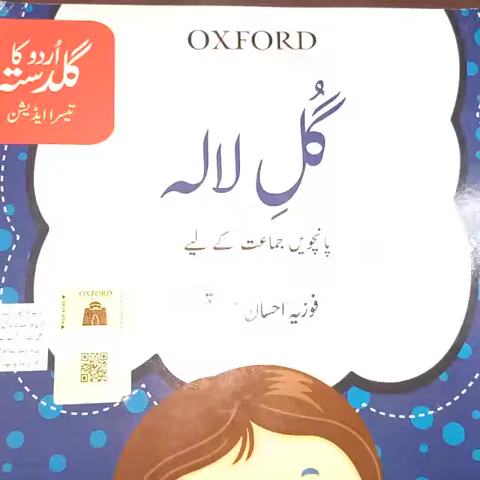 OXFORD
اُردو کا
گلدستہ
تیسرا ایڈیشن
گُلِ لالہ
پانچویں جماعت کے لیے
فوزیہ احسان
OXFORD